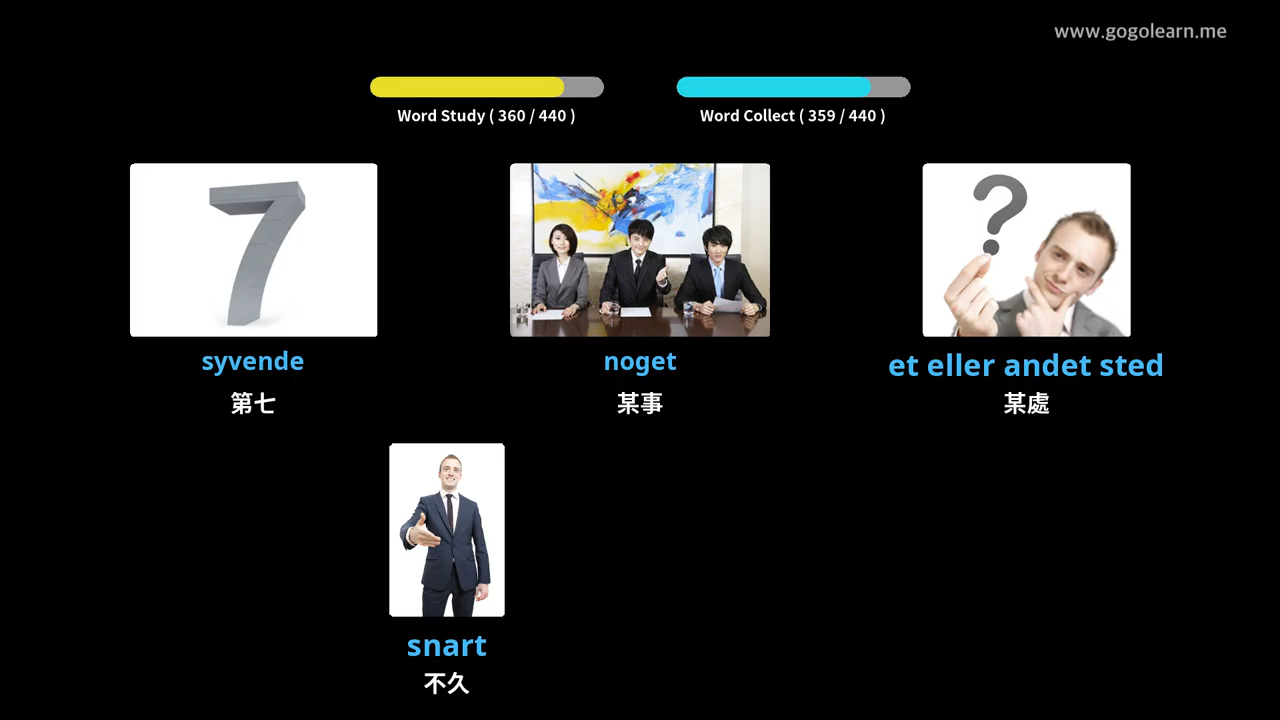 www.gogolearn.me
Word Study ( 360 / 440 )
Word Collect ( 359 / 440 )
7
syvende
第七
noget
某事
?
et eller andet sted
某處
snart
不久